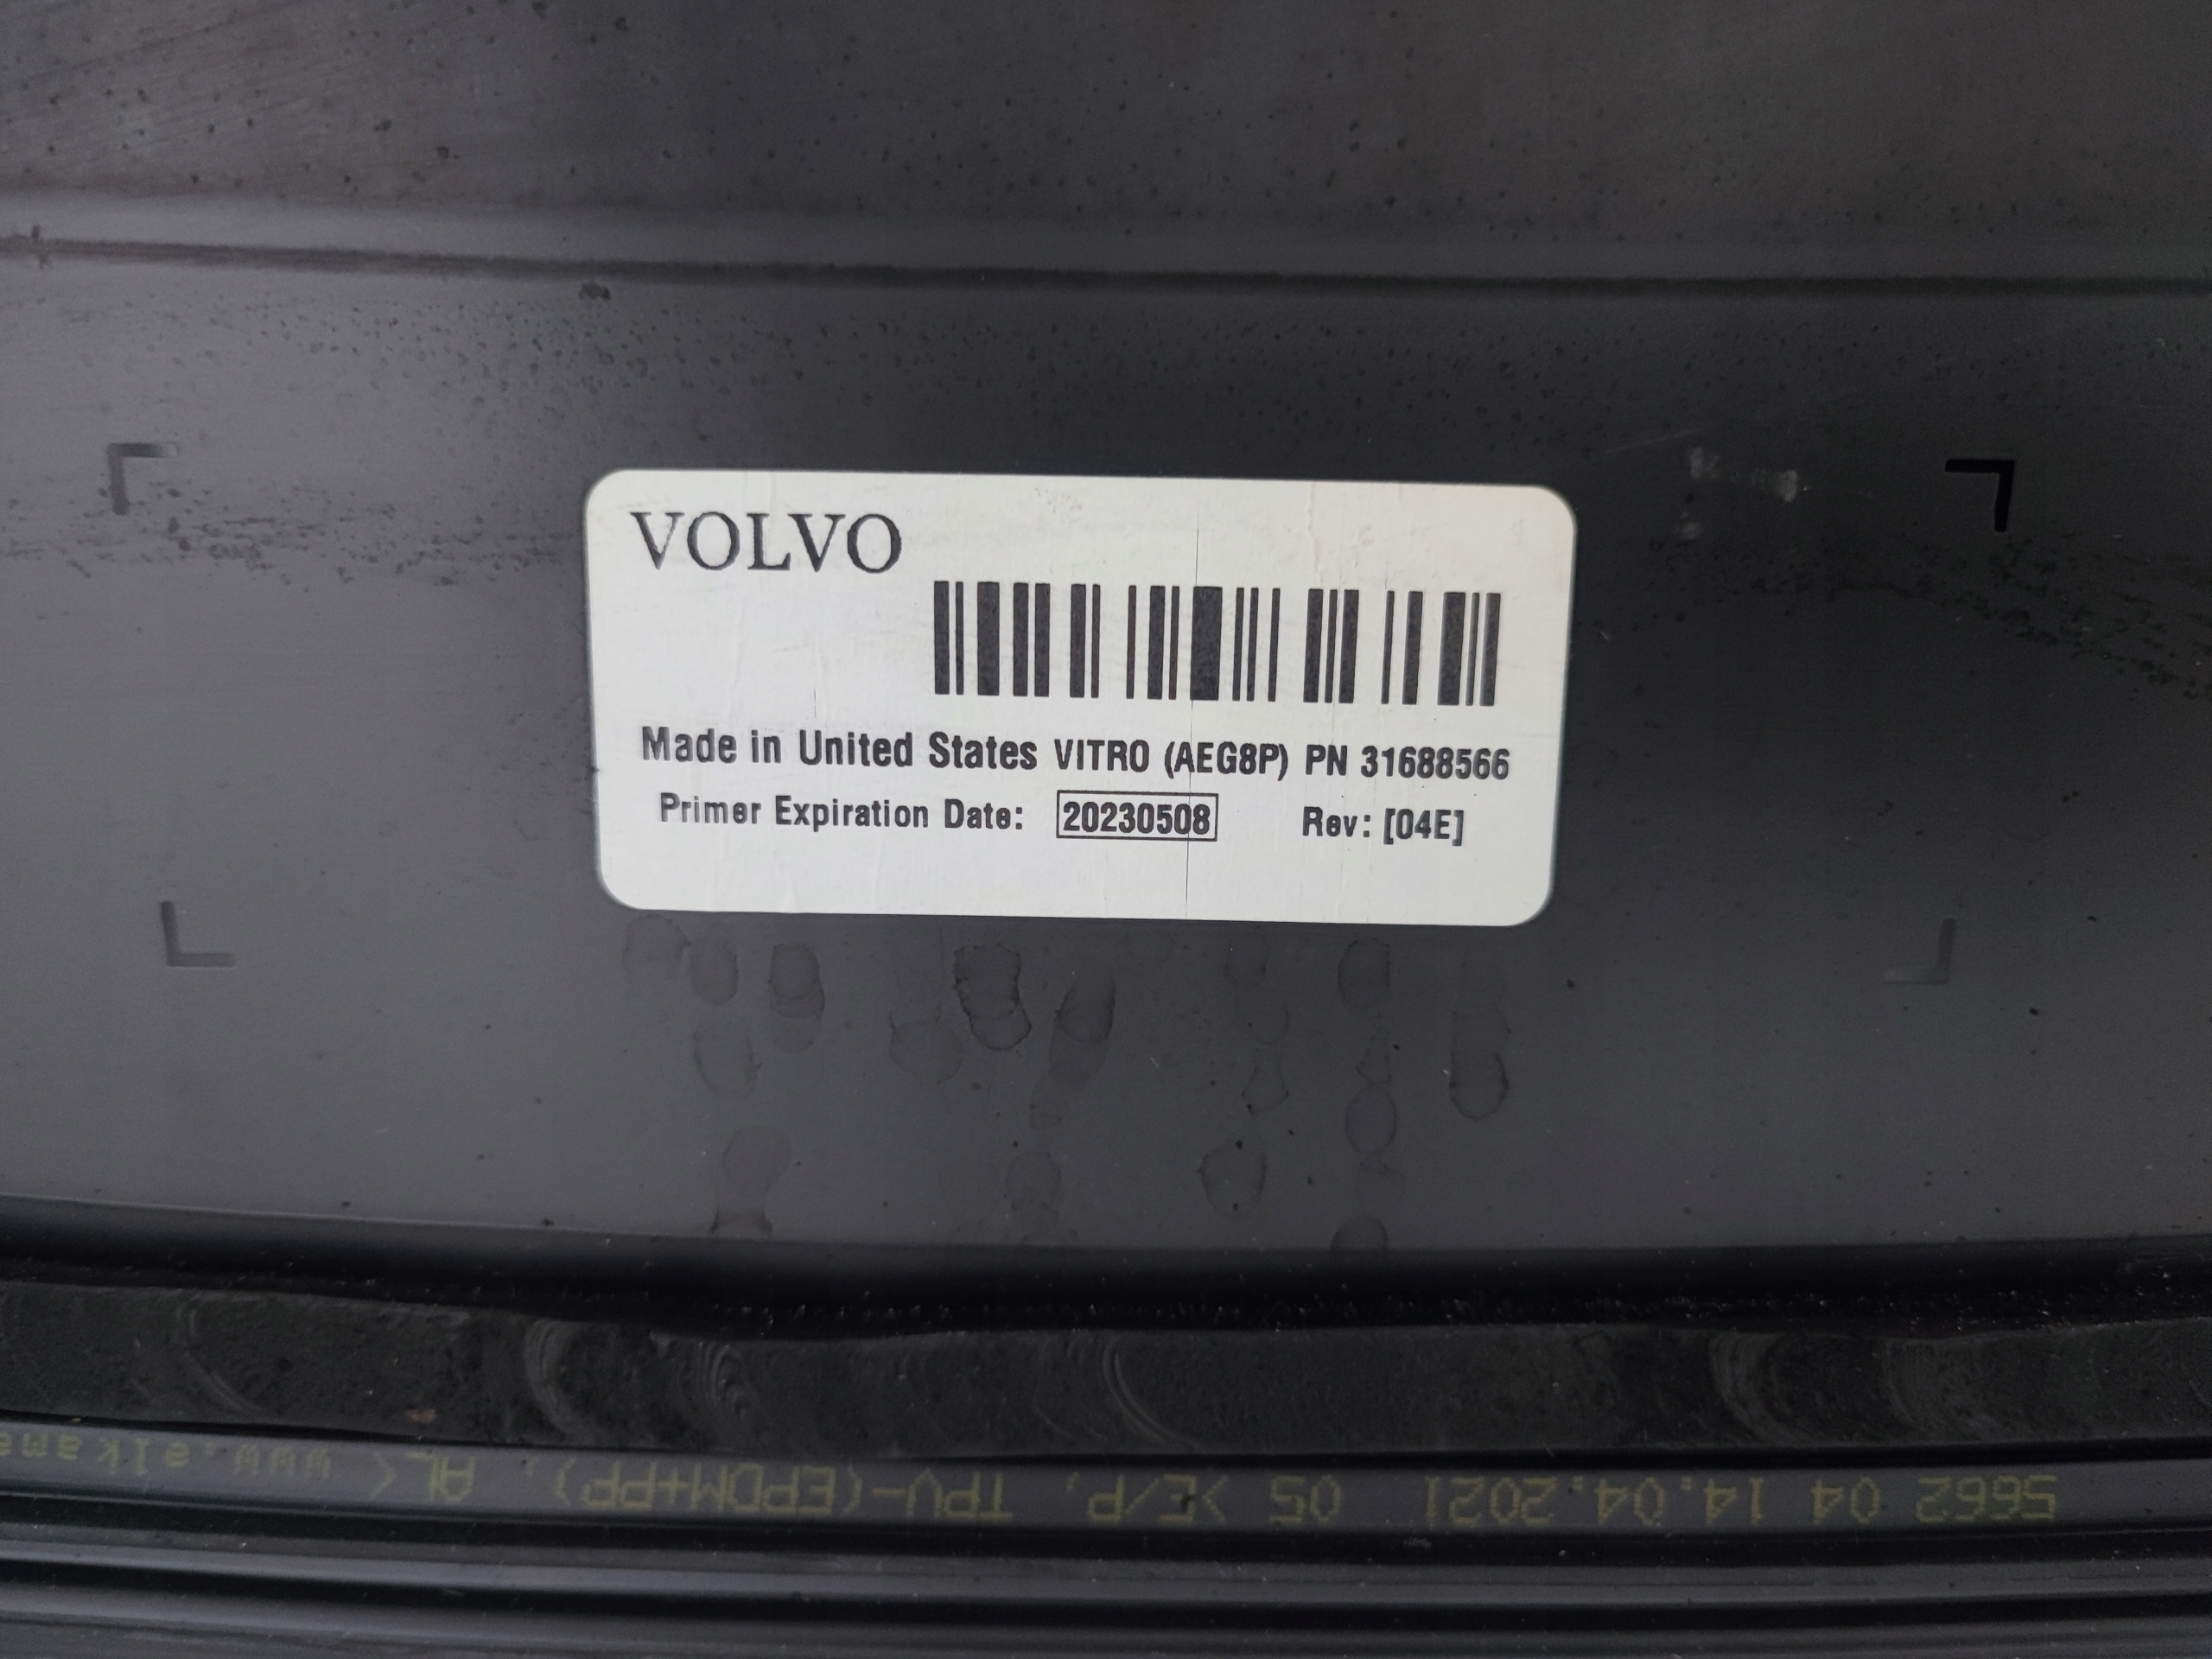 VOLVO
Made in United States VITRO (AEG8P) PN 31688566
Primer Expiration Date: 20230508 Rev: [04E]
5662 04 14.04.2021 05 >E/P, TPV-(EPDM+PP), AL< www.elkame